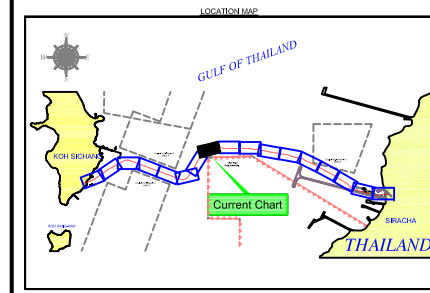 LOCATION MAP
N
W
E
S
GULF OF THAILAND
KOH SICHANG
Current Chart
SIRACHA
THAILAND